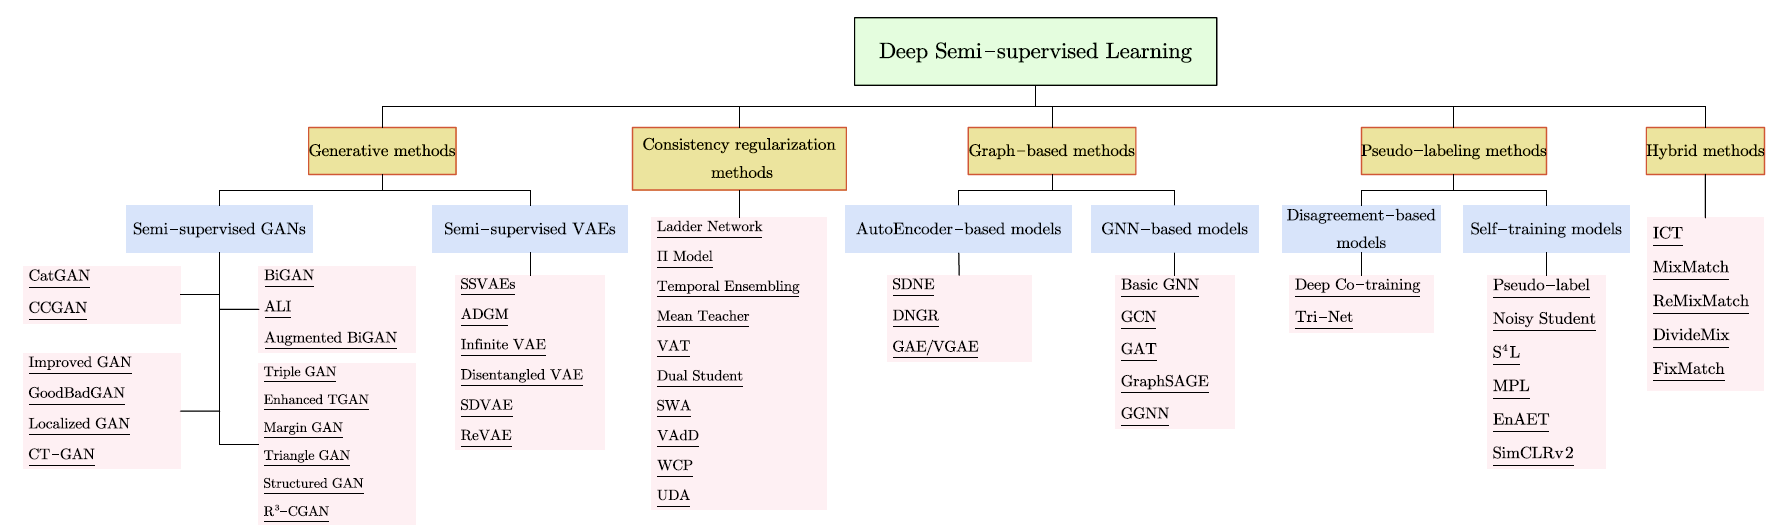 Deep Semi–supervised Learning
Generative methods
Consistency regularization
methods
Graph–based methods
Pseudo–labeling methods
Hybrid methods
Semi–supervised GANs
Semi–supervised VAEs
AutoEncoder–based models
GNN–based models
Disagreement–based
models
Self–training models
CatGAN
CCGAN
Improved GAN
GoodBadGAN
Localized GAN
CT–GAN
BiGAN
ALI
Augmented BiGAN
Triple GAN
Enhanced TGAN
Margin GAN
Triangle GAN
Structured GAN
R³–CGAN
SSVAEs
ADGM
Infinite VAE
Disentangled VAE
SDVAE
ReVAE
Ladder Network
II Model
Temporal Ensembling
Mean Teacher
VAT
Dual Student
SWA
VAdD
WCP
UDA
SDNE
DNGR
GAE/VGAE
Basic GNN
GCN
GAT
GraphSAGE
GGNN
Deep Co–training
Tri–Net
Pseudo–label
Noisy Student
S⁴L
MPL
EnAET
SimCLRv2
ICT
MixMatch
ReMixMatch
DivideMix
FixMatch